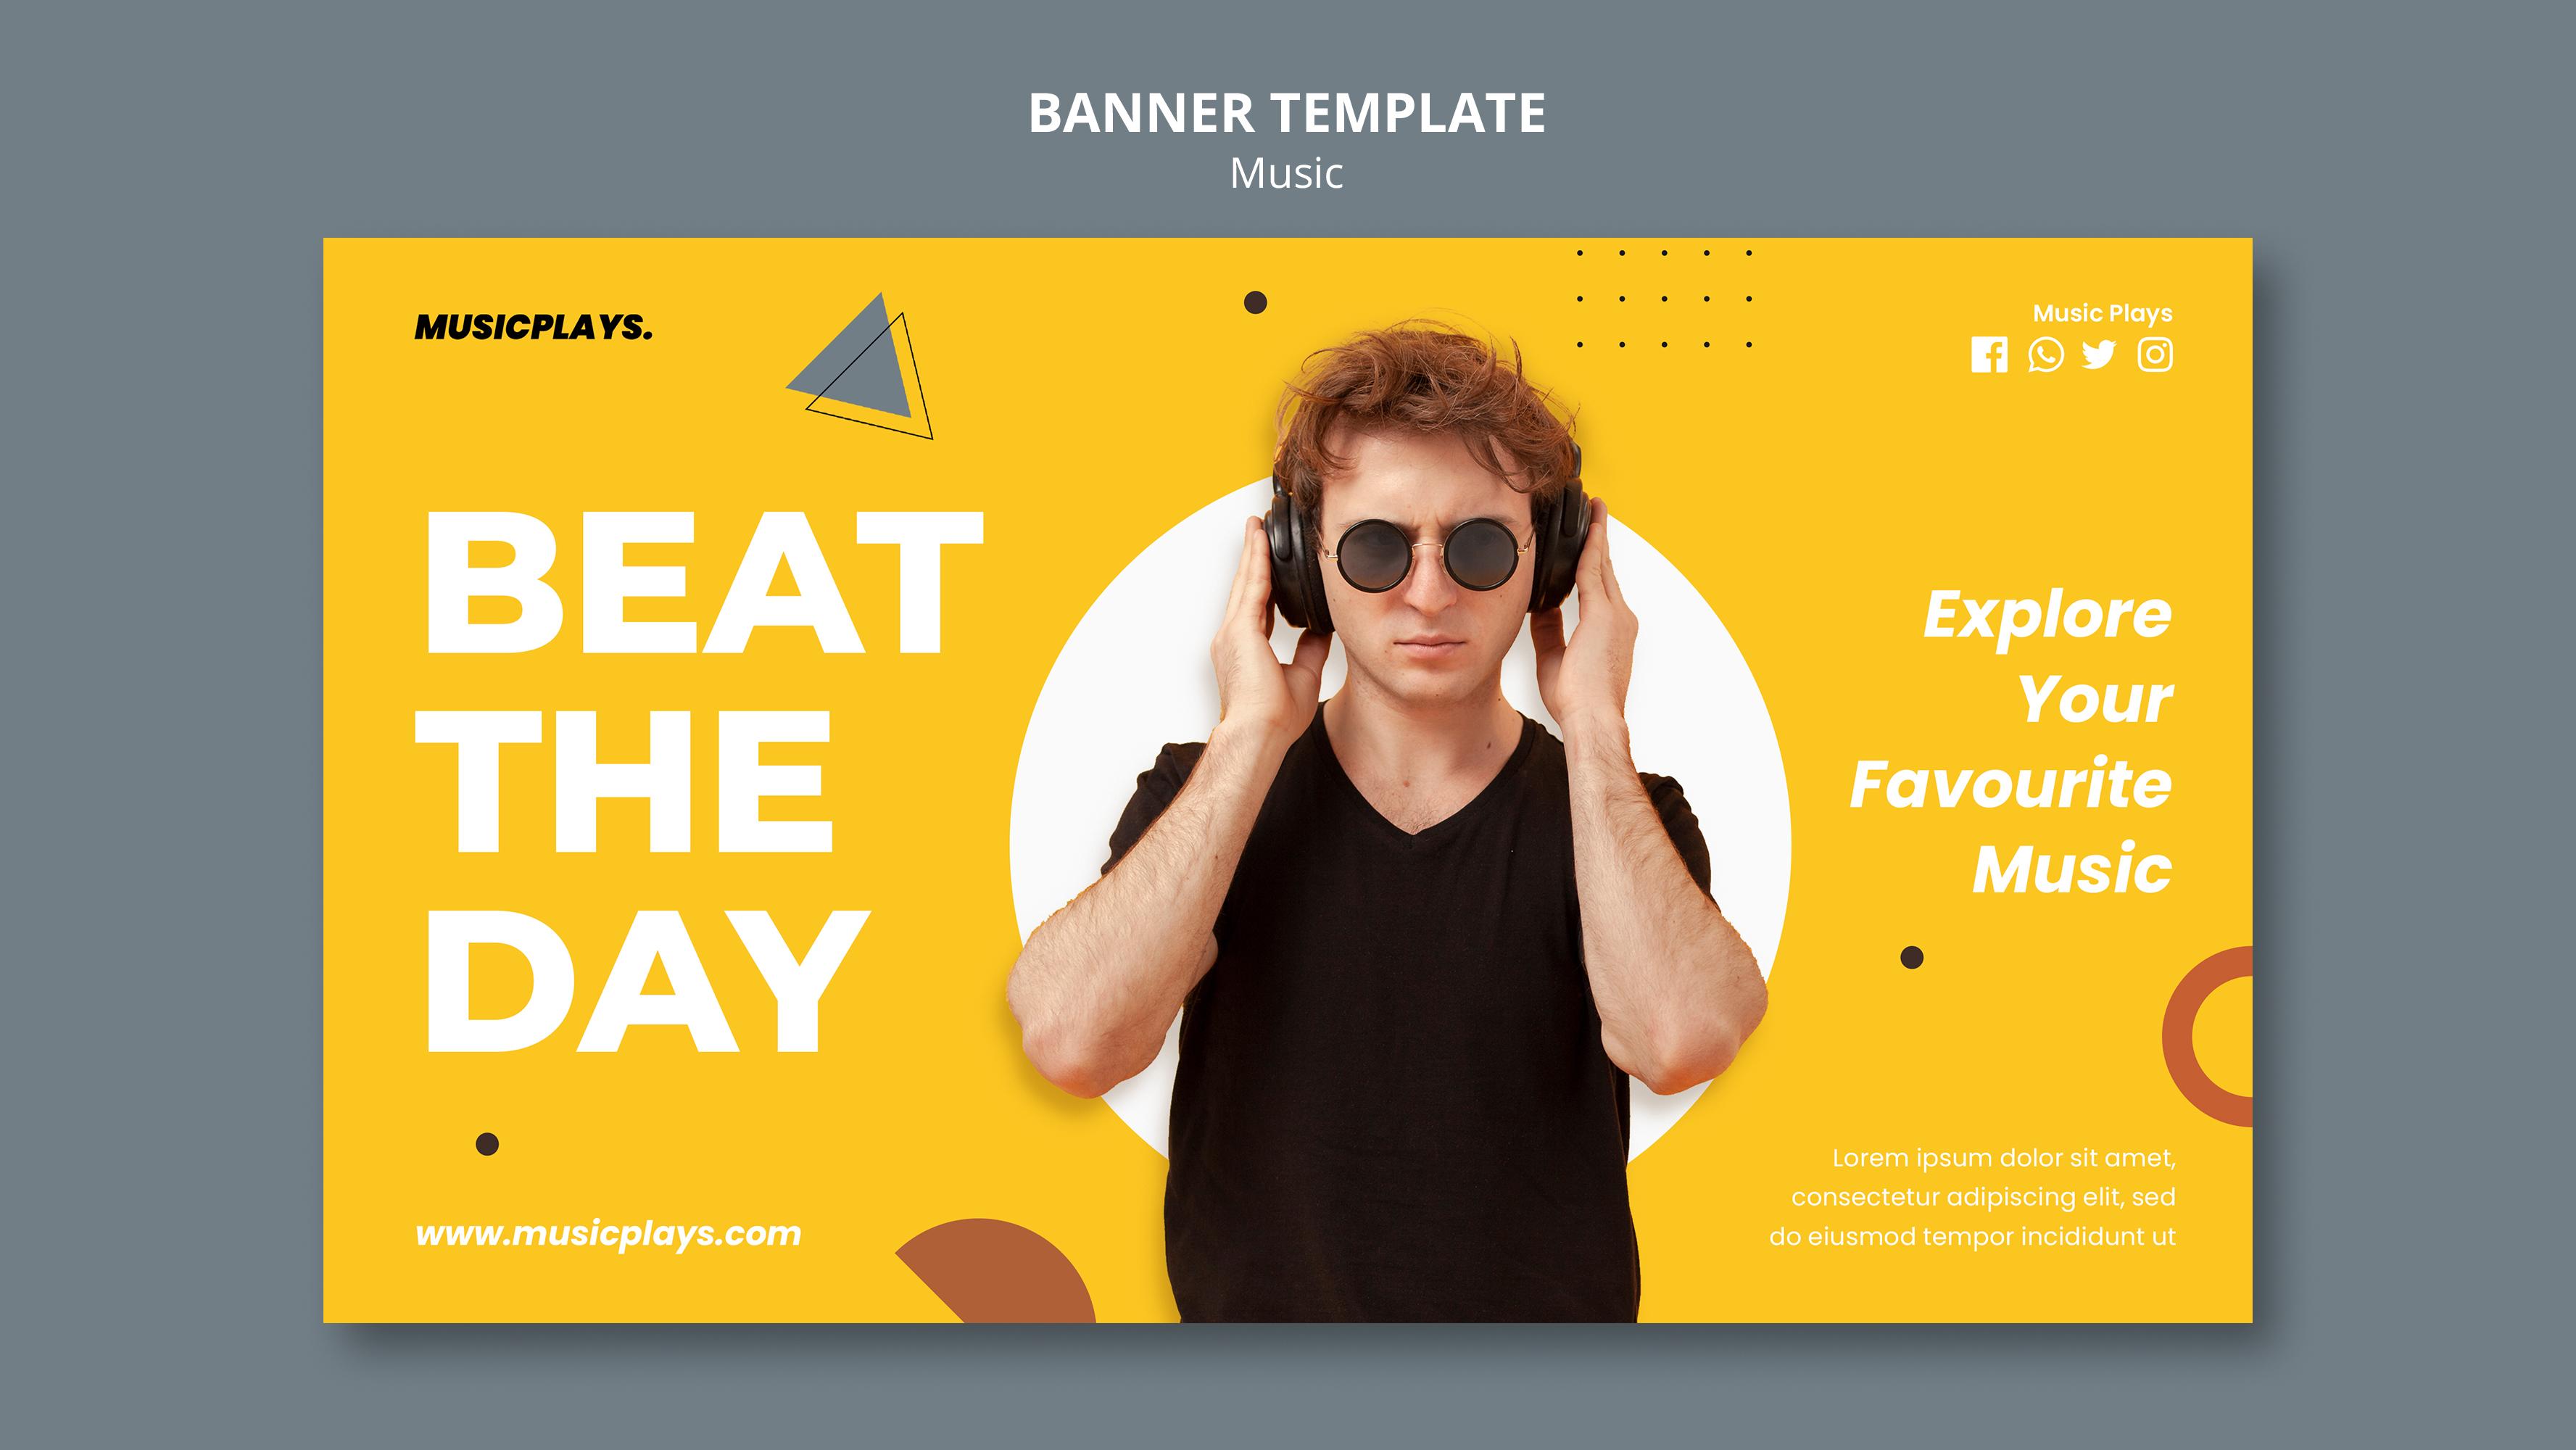 BANNER TEMPLATE
Music
MUSICPLAYS.
Music Plays
BEAT
THE
DAY
Explore
Your
Favourite
Music
www.musicplays.com
Lorem ipsum dolor sit amet,
consectetur adipiscing elit, sed
do eiusmod tempor incididunt ut